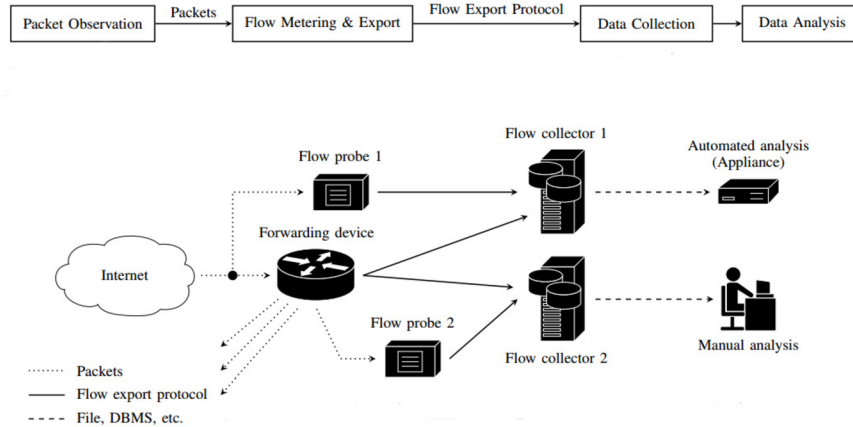 Packet Observation
Packets
Flow Metering & Export
Flow Export Protocol
Data Collection
Data Analysis
Flow collector 1
Automated analysis
(Appliance)
Flow probe 1
Forwarding device
Internet
Flow probe 2
Flow collector 2
Manual analysis
Packets
Flow export protocol
File, DBMS, etc.